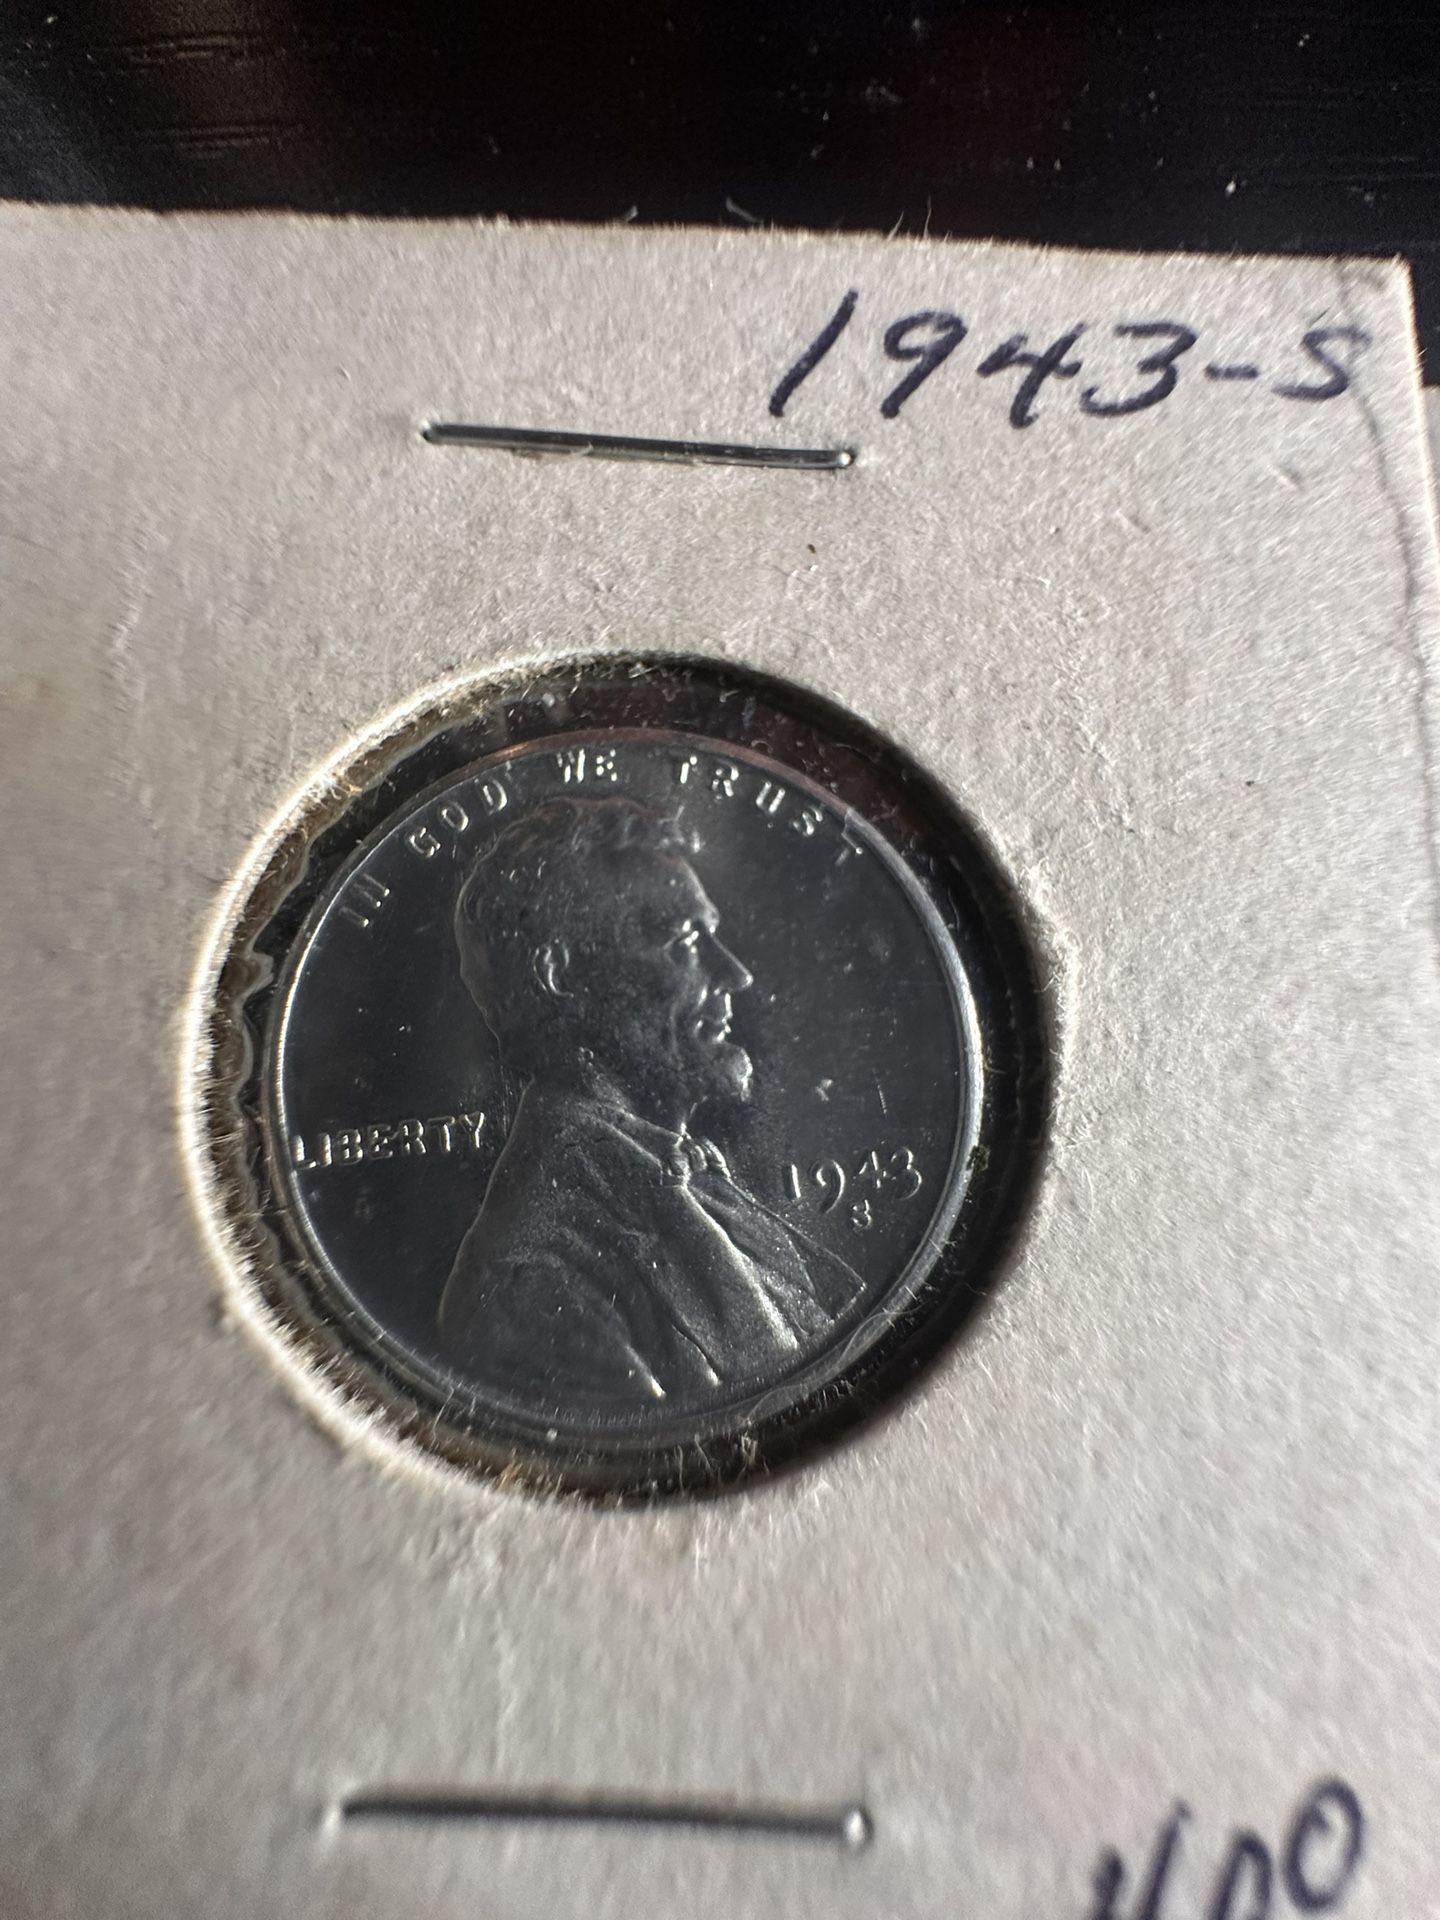 1943-S
IN GOD WE TRUST
LIBERTY
1943
S